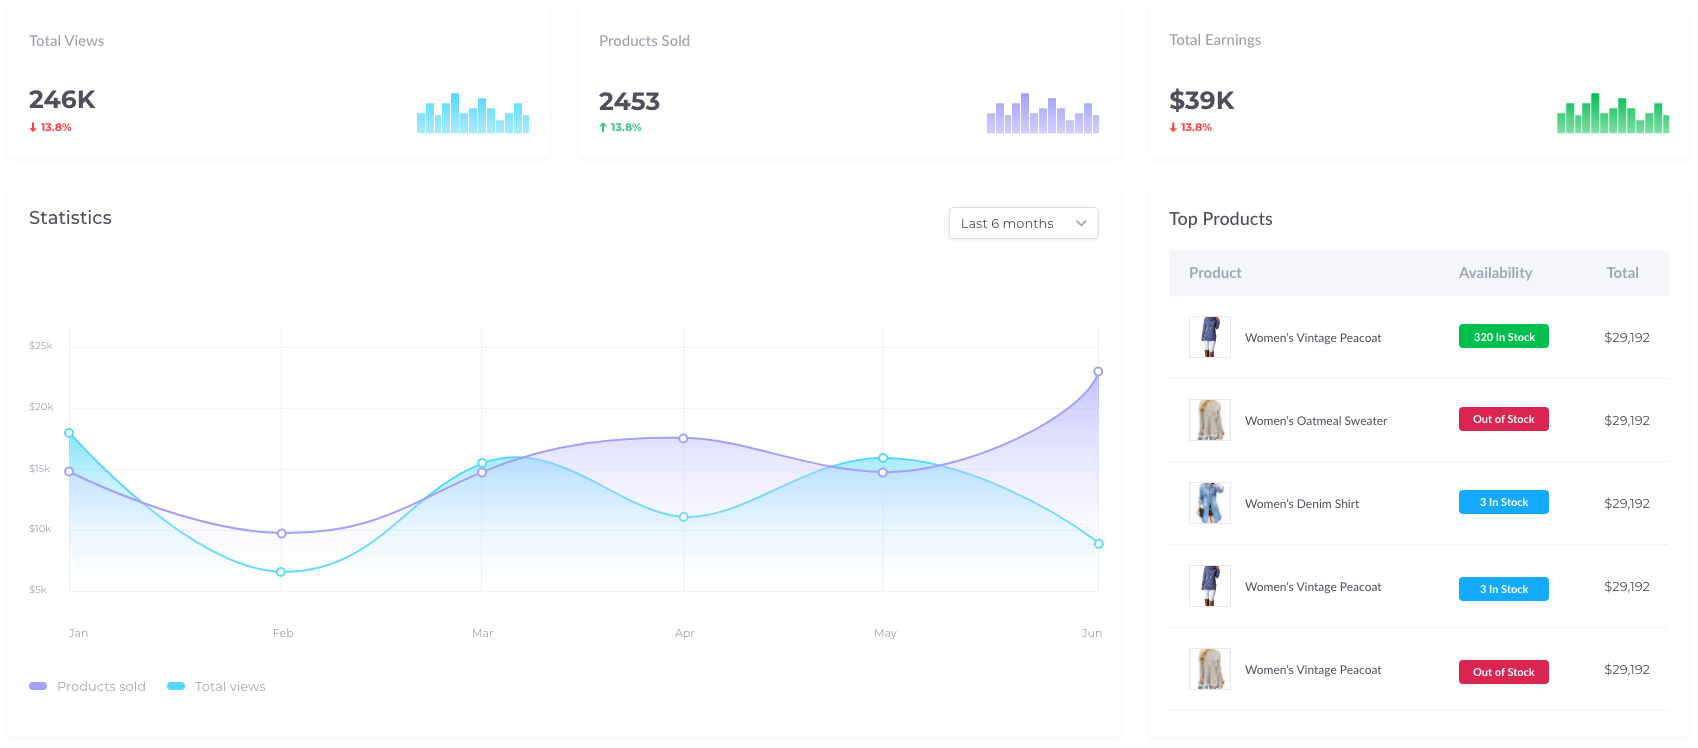 Total Views
246K
↓ 13.8%
Products Sold
2453
↑ 13.8%
Total Earnings
$39K
↓ 13.8%
Statistics
Last 6 months
$25k
$20k
$15k
$10k
$5k
Jan Feb Mar Apr May Jun
Products sold Total views
Top Products
Product Availability Total
Women’s Vintage Peacoat 320 In Stock $29,192
Women’s Oatmeal Sweater Out of Stock $29,192
Women’s Denim Shirt 3 In Stock $29,192
Women’s Vintage Peacoat 3 In Stock $29,192
Women’s Vintage Peacoat Out of Stock $29,192